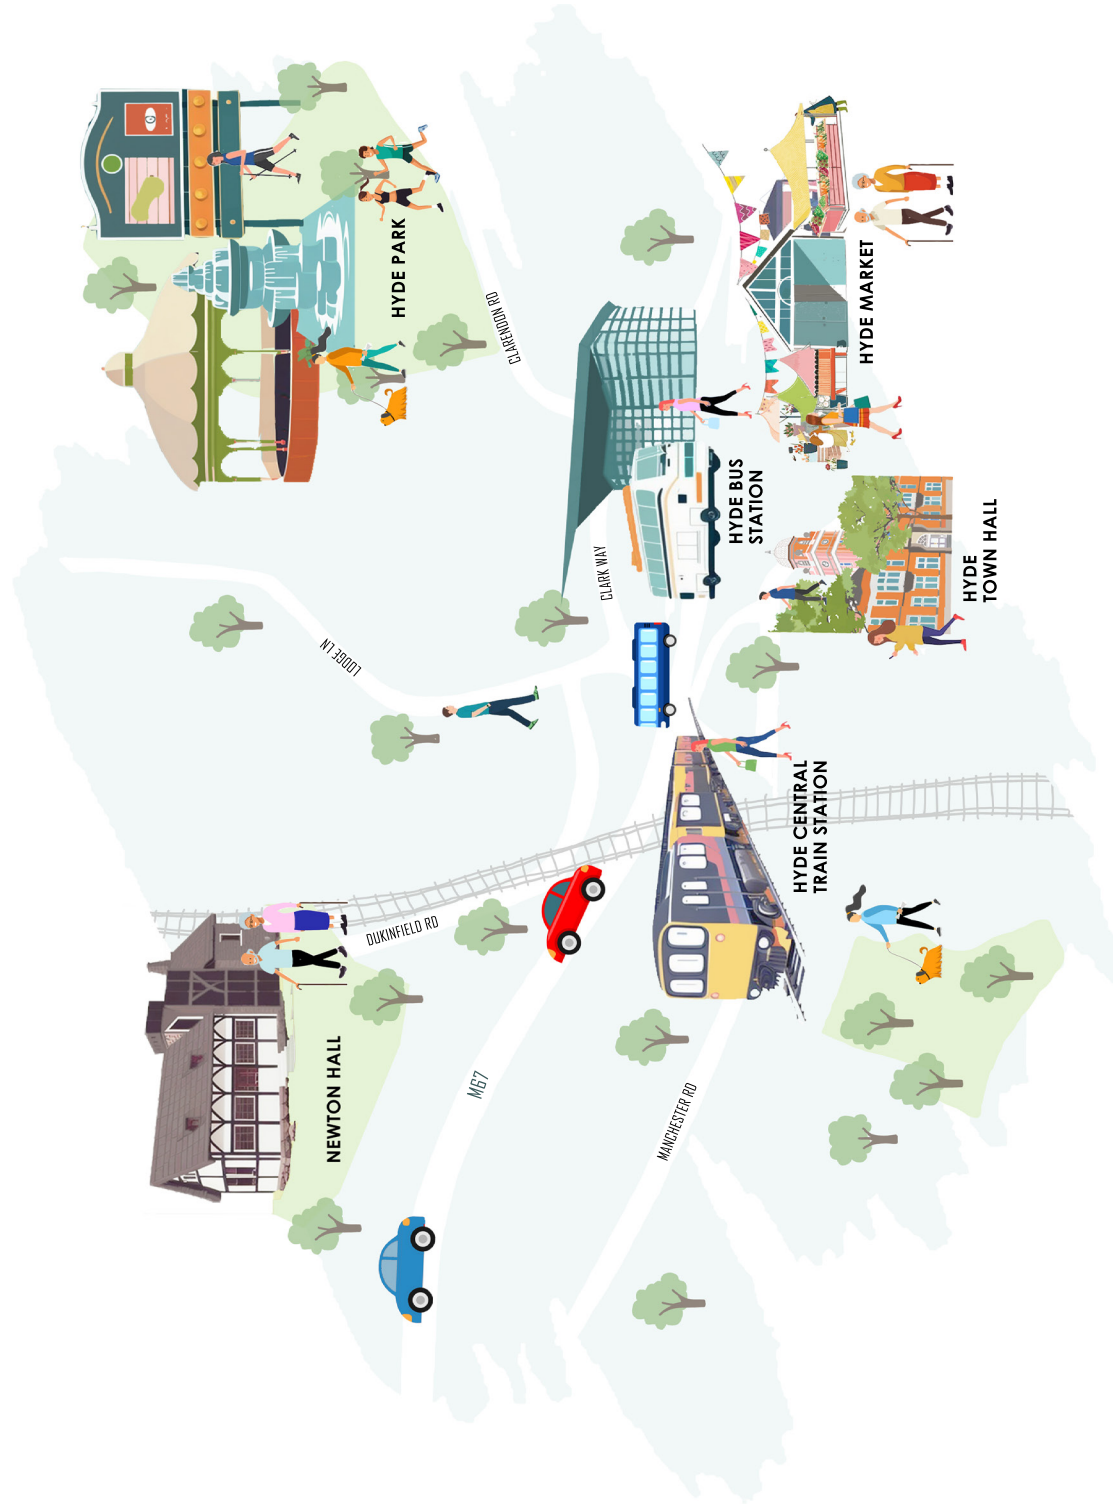 NEWTON HALL
DUKINFIELD RD
LODGE LN
HYDE PARK
M67
CLARENDON RD
CLARK WAY
MANCHESTER RD
HYDE BUS
STATION
HYDE CENTRAL
TRAIN STATION
HYDE MARKET
HYDE
TOWN HALL